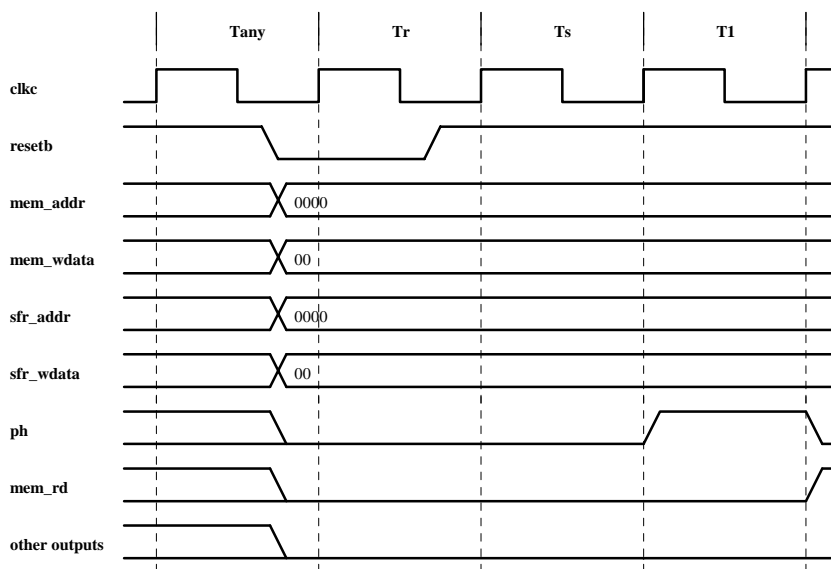 Tany Tr Ts T1
clkc
resetb
mem_addr 0000
mem_wdata 00
sfr_addr 0000
sfr_wdata 00
ph
mem_rd
other outputs